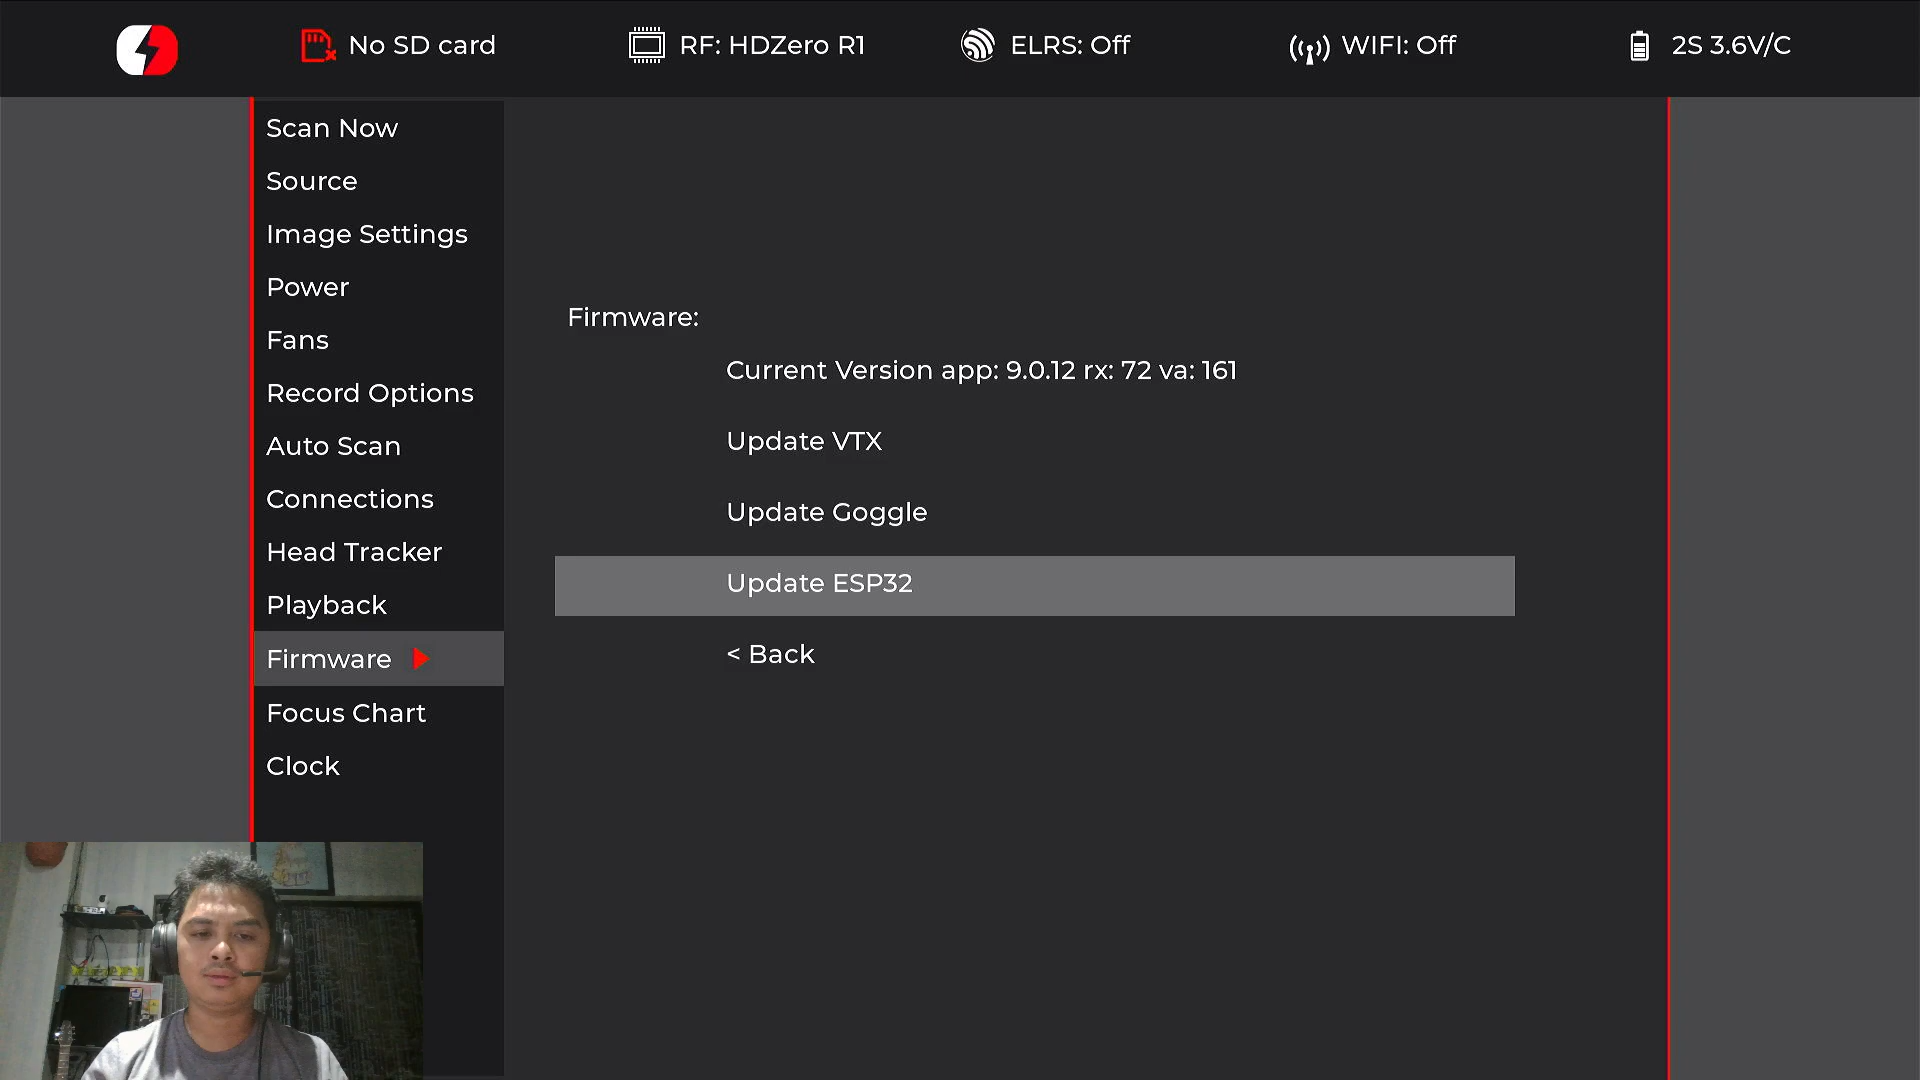 No SD card
RF: HDZero R1
ELRS: Off
WIFI: Off
2S 3.6V/C
Scan Now
Source
Image Settings
Power
Fans
Record Options
Auto Scan
Connections
Head Tracker
Playback
Firmware
Focus Chart
Clock
Firmware:
Current Version app: 9.0.12 rx: 72 va: 161
Update VTX
Update Goggle
Update ESP32
< Back